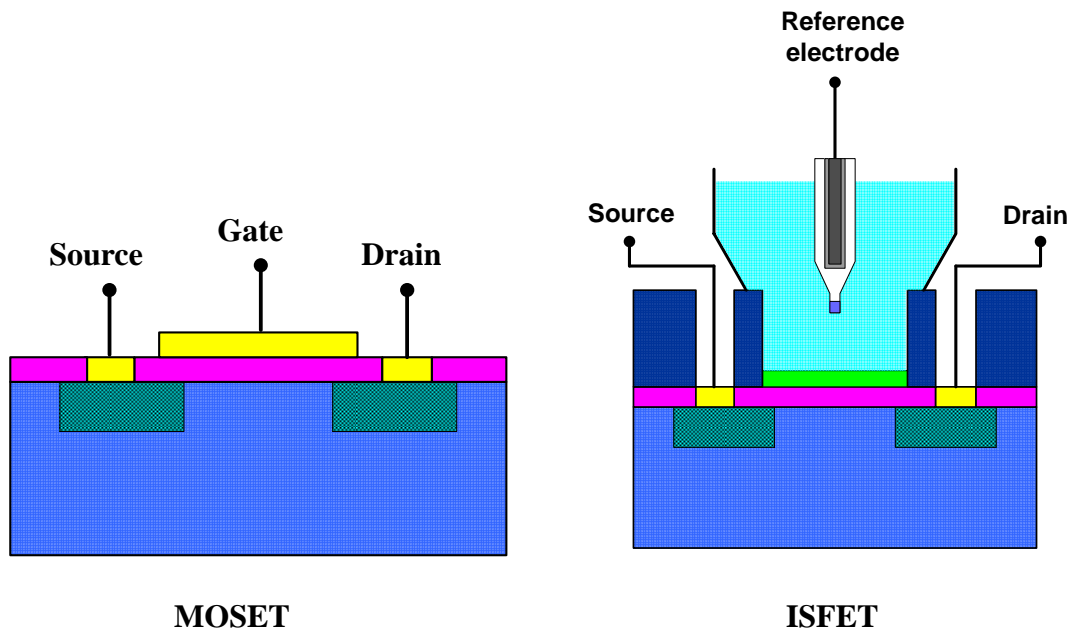 Gate
Source
Drain
MOSET
Reference
electrode
Source
Drain
ISFET